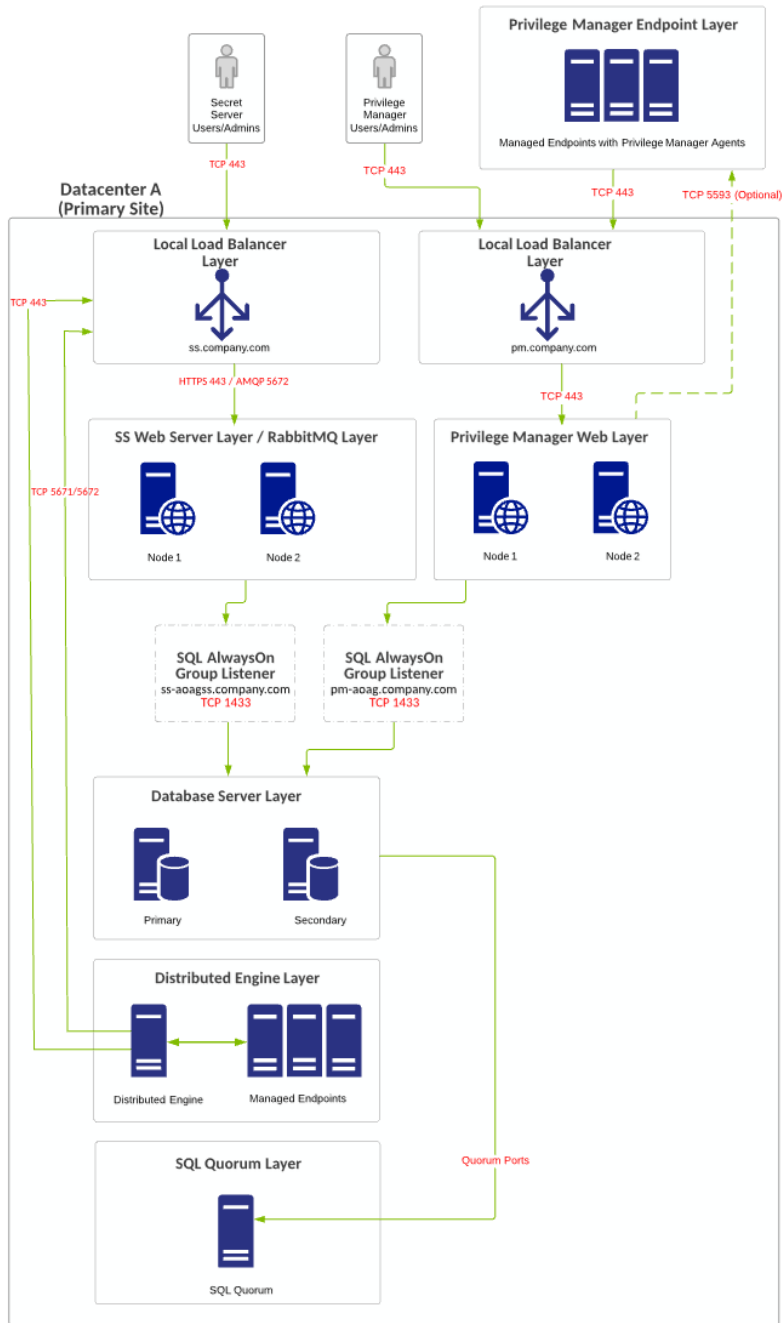 Privilege Manager Endpoint Layer
Managed Endpoints with Privilege Manager Agents
Secret
Server
Users/Admins
Privilege
Manager
Users/Admins
TCP 443
TCP 443
TCP 443
TCP 5593 (Optional)
Datacenter A
(Primary Site)
Local Load Balancer
Layer
ss.company.com
Local Load Balancer
Layer
pm.company.com
TCP 443
HTTPS 443 / AMQP 5672
TCP 443
SS Web Server Layer / RabbitMQ Layer
Node 1
Node 2
Privilege Manager Web Layer
Node 1
Node 2
TCP 5671/5672
SQL AlwaysOn
Group Listener
ss-aoagss.company.com
TCP 1433
SQL AlwaysOn
Group Listener
pm-aoag.company.com
TCP 1433
Database Server Layer
Primary
Secondary
Distributed Engine Layer
Distributed Engine
Managed Endpoints
Quorum Ports
SQL Quorum Layer
SQL Quorum